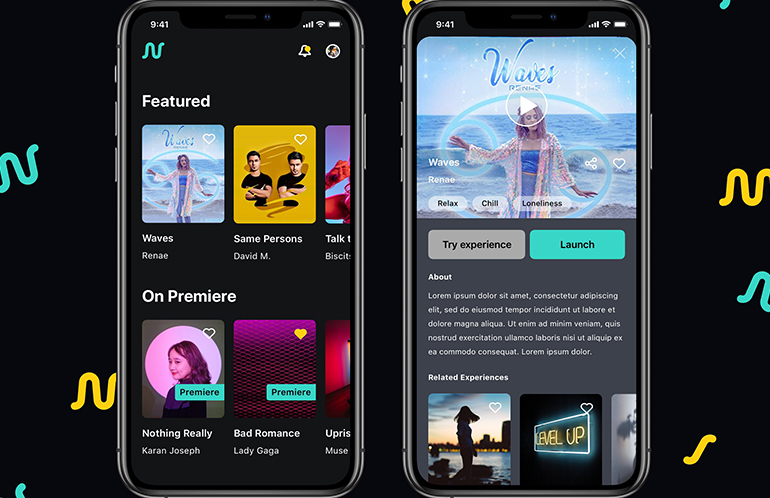 9:41
Featured
Waves
RENAE
Waves
Renae
Same Persons
David M.
Talk t
Biscits
On Premiere
Premiere
Premiere
Nothing Really
Karan Joseph
Bad Romance
Lady Gaga
Upris
Muse
9:41
Waves
RENAE
Waves
Renae
Relax
Chill
Loneliness
Try experience
Launch
About
Lorem ipsum dolor sit amet, consectetur adipiscing
elit, sed do eiusmod tempor incididunt ut labore et
dolore magna aliqua. Ut enim ad minim veniam, quis
nostrud exercitation ullamco laboris nisi ut aliquip ex
ea commodo consequat. Lorem ipsum dolor.
Related Experiences
LEVEL UP